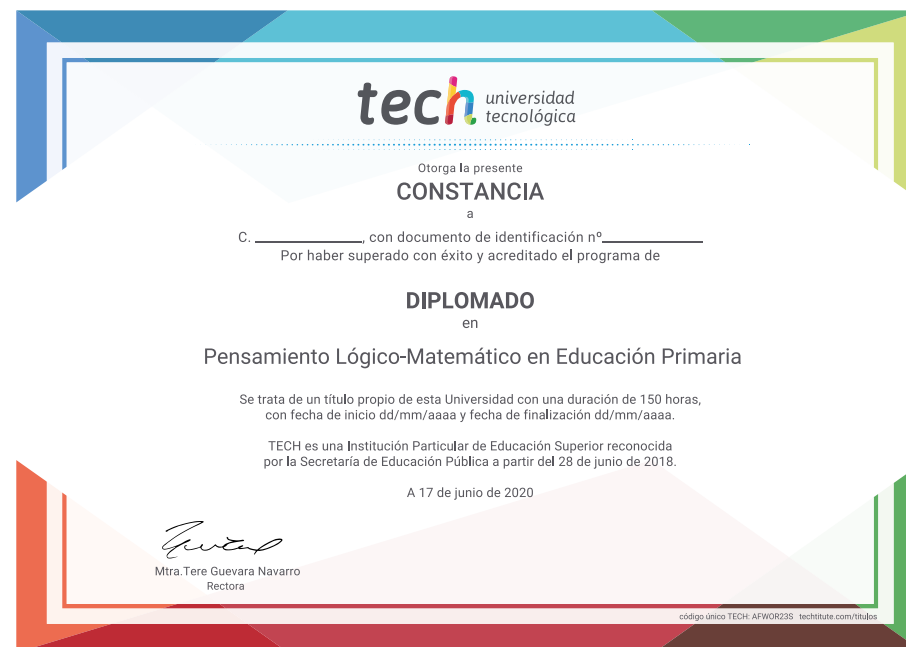 tech universidad
tecnológica
Otorga la presente
CONSTANCIA
a
C. ____________, con documento de identificación nº____________
Por haber superado con éxito y acreditado el programa de
DIPLOMADO
en
Pensamiento Lógico-Matemático en Educación Primaria
Se trata de un título propio de esta Universidad con una duración de 150 horas,
con fecha de inicio dd/mm/aaaa y fecha de finalización dd/mm/aaaa.
TECH es una Institución Particular de Educación Superior reconocida
por la Secretaría de Educación Pública a partir del 28 de junio de 2018.
A 17 de junio de 2020
Mtra.Tere Guevara Navarro
Rectora
código único TECH: AFWOR23S techtitute.com/titulos